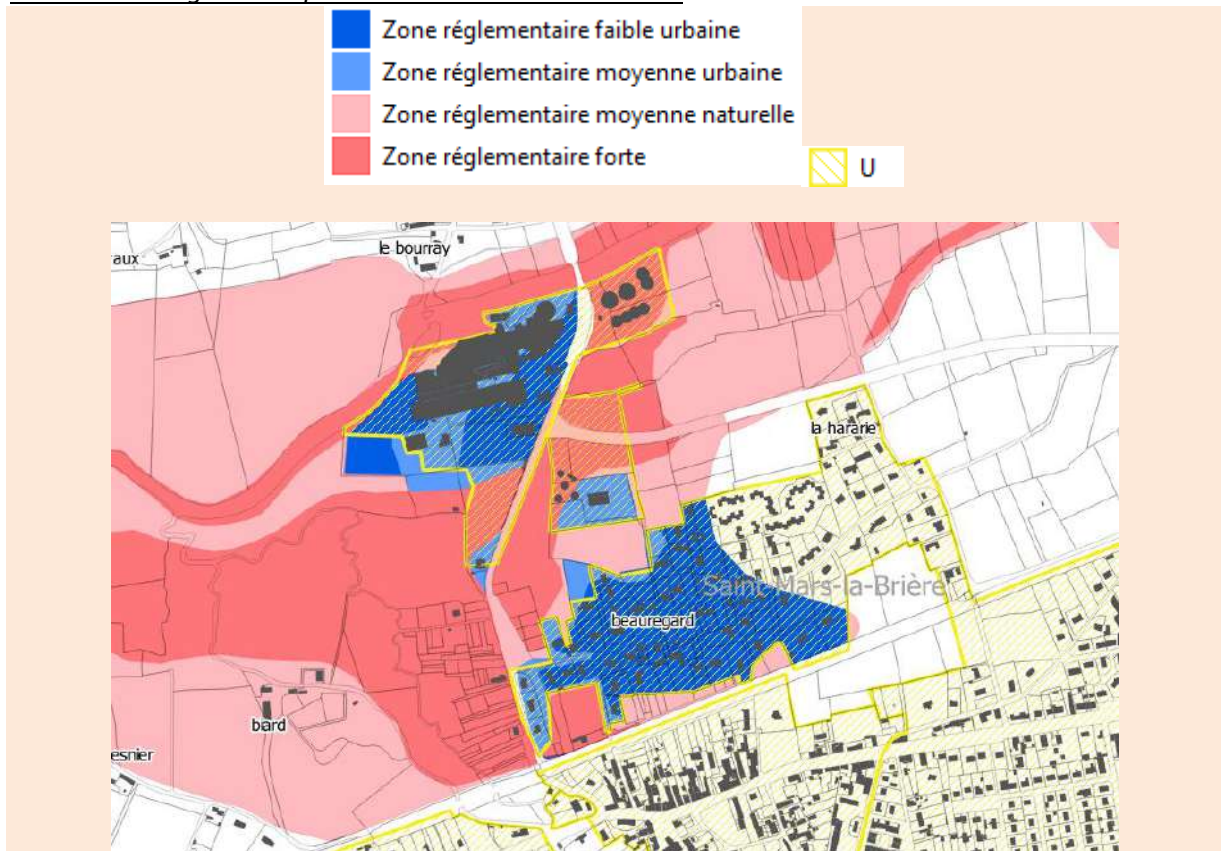 Zone réglementaire faible urbaine
Zone réglementaire moyenne urbaine
Zone réglementaire moyenne naturelle
Zone réglementaire forte
U
le bourray
aux
la hararie
Saint-Mars-la-Brière
beauregard
biard
esnier